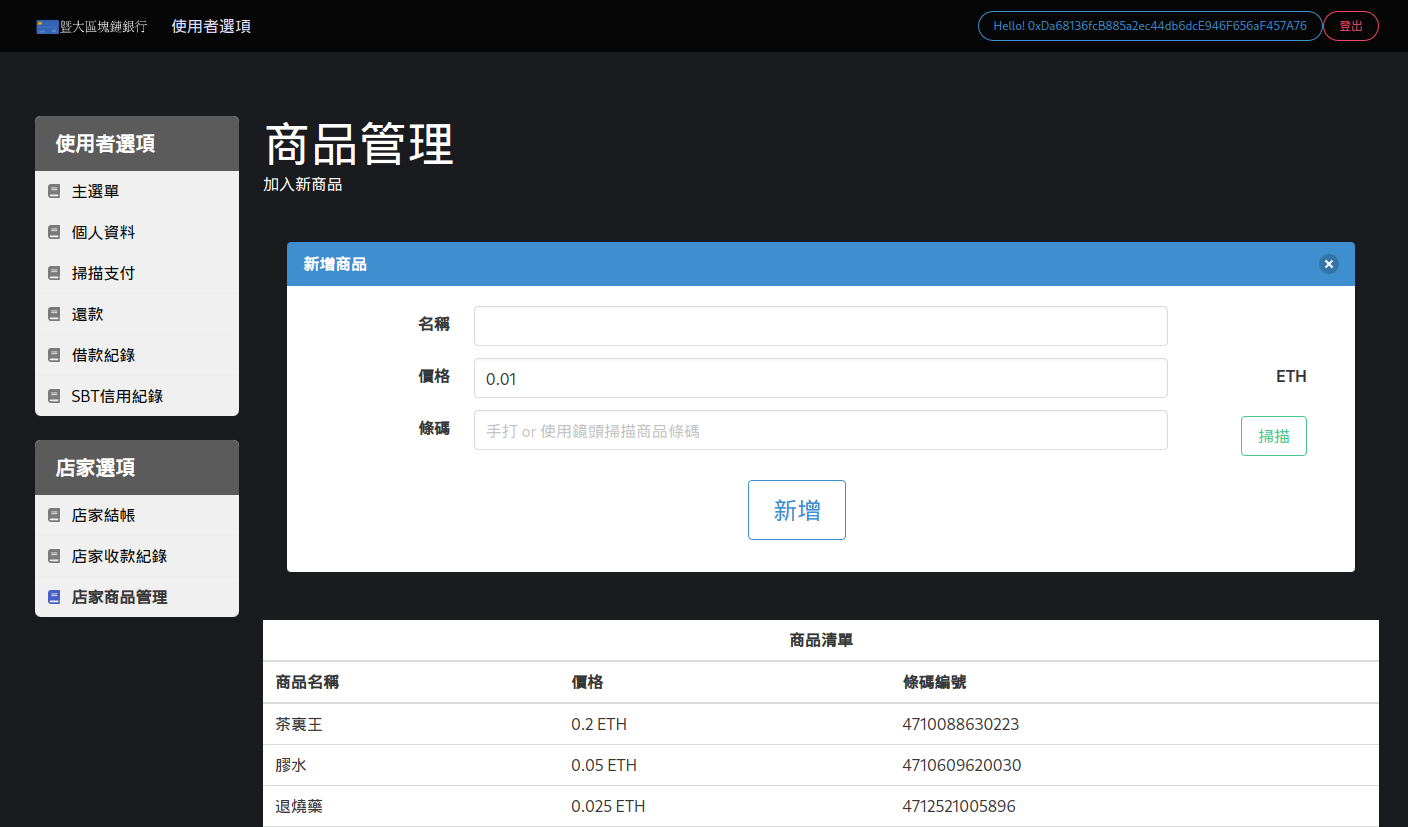 暨大區塊鏈銀行 使用者選項 Hello! 0xDa68136fcB885a2ec44db6dcE946F656aF457A76 登出
使用者選項
主選單
個人資料
掃描支付
還款
借款紀錄
SBT信用紀錄
店家選項
店家結帳
店家收款紀錄
店家商品管理
商品管理
加入新商品
新增商品
名稱
價格 0.01 ETH
條碼 手打 or 使用鏡頭掃描商品條碼 掃描
新增
商品清單
商品名稱 價格 條碼編號
茶裏王 0.2 ETH 4710088630223
膠水 0.05 ETH 4710609620030
退燒藥 0.025 ETH 4712521005896